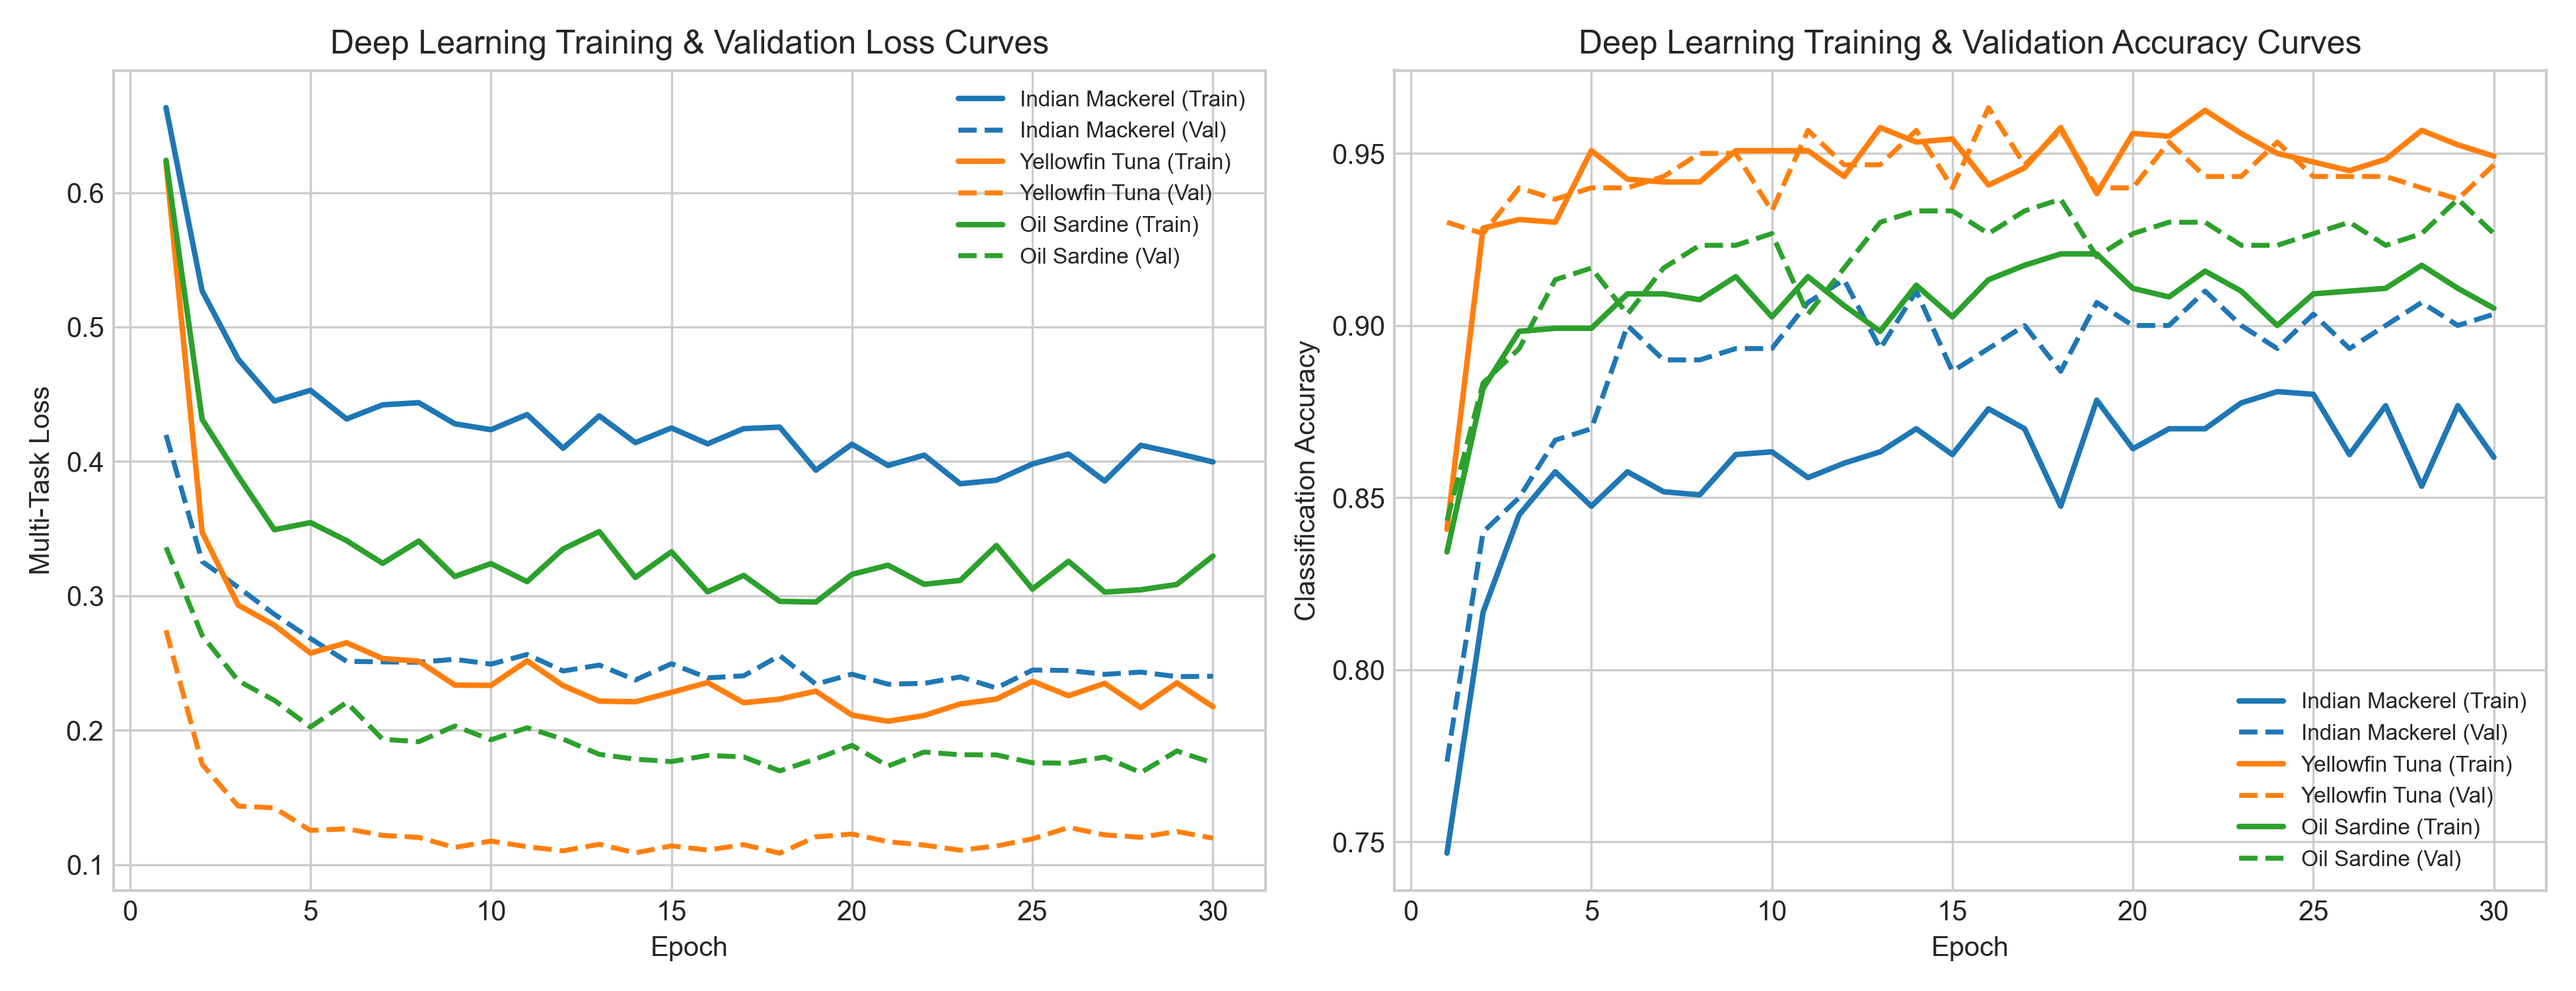 Deep Learning Training & Validation Loss Curves
Multi-Task Loss
0.6
0.5
0.4
0.3
0.2
0.1
0 5 10 15 20 25 30
Epoch
Indian Mackerel (Train)
Indian Mackerel (Val)
Yellowfin Tuna (Train)
Yellowfin Tuna (Val)
Oil Sardine (Train)
Oil Sardine (Val)
Deep Learning Training & Validation Accuracy Curves
Classification Accuracy
0.95
0.90
0.85
0.80
0.75
0 5 10 15 20 25 30
Epoch
Indian Mackerel (Train)
Indian Mackerel (Val)
Yellowfin Tuna (Train)
Yellowfin Tuna (Val)
Oil Sardine (Train)
Oil Sardine (Val)